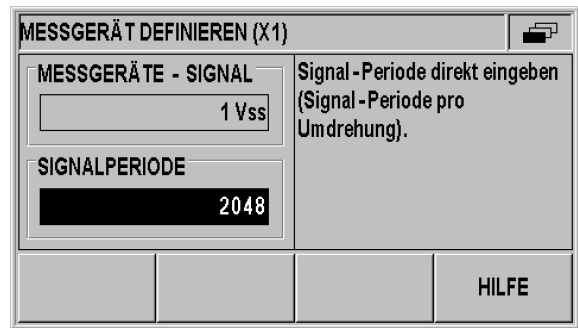 MESSGERÄT DEFINIEREN (X1)
MESSGERÄTE - SIGNAL
1 Vss
SIGNALPERIODE
2048
Signal-Periode direkt eingeben
(Signal-Periode pro
Umdrehung).
HILFE